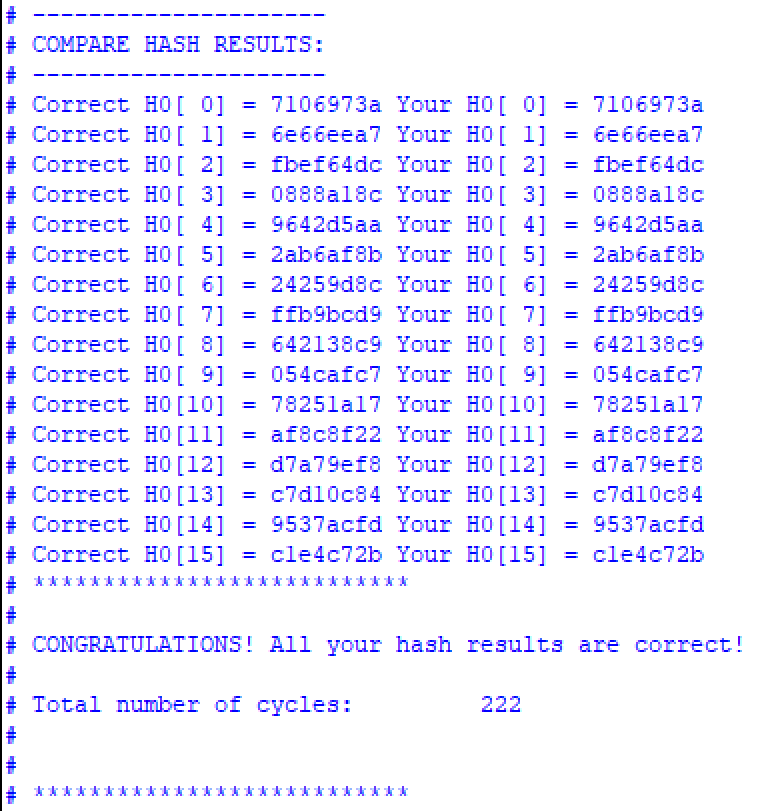 # ---------------------
# COMPARE HASH RESULTS:
# ---------------------
# Correct H0[ 0] = 7106973a Your H0[ 0] = 7106973a
# Correct H0[ 1] = 6e66eea7 Your H0[ 1] = 6e66eea7
# Correct H0[ 2] = fbef64dc Your H0[ 2] = fbef64dc
# Correct H0[ 3] = 0888a18c Your H0[ 3] = 0888a18c
# Correct H0[ 4] = 9642d5aa Your H0[ 4] = 9642d5aa
# Correct H0[ 5] = 2ab6af8b Your H0[ 5] = 2ab6af8b
# Correct H0[ 6] = 24259d8c Your H0[ 6] = 24259d8c
# Correct H0[ 7] = ffb9bcd9 Your H0[ 7] = ffb9bcd9
# Correct H0[ 8] = 642138c9 Your H0[ 8] = 642138c9
# Correct H0[ 9] = 054cafc7 Your H0[ 9] = 054cafc7
# Correct H0[10] = 78251a17 Your H0[10] = 78251a17
# Correct H0[11] = af8c8f22 Your H0[11] = af8c8f22
# Correct H0[12] = d7a79ef8 Your H0[12] = d7a79ef8
# Correct H0[13] = c7d10c84 Your H0[13] = c7d10c84
# Correct H0[14] = 9537acfd Your H0[14] = 9537acfd
# Correct H0[15] = c1e4c72b Your H0[15] = c1e4c72b
# ***************************
#
# CONGRATULATIONS! All your hash results are correct!
#
# Total number of cycles:         222
#
#
# ***************************